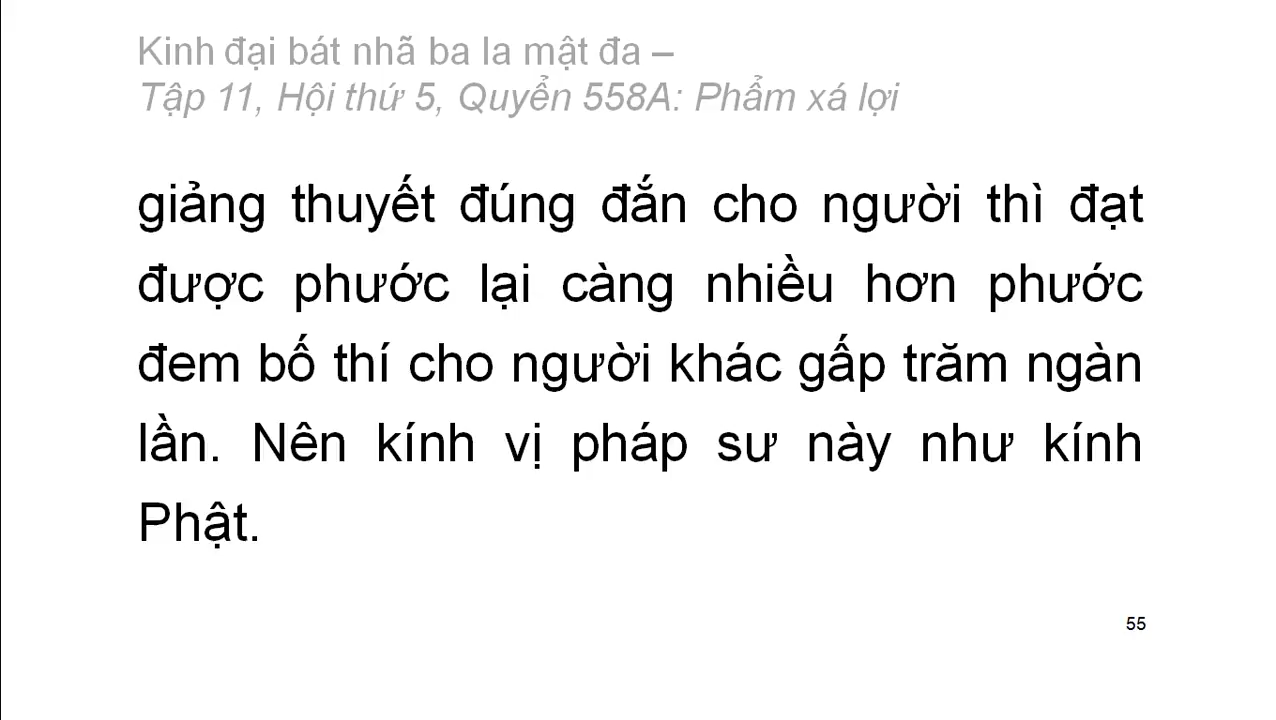 Kinh đại bát nhã ba la mật đa –
Tập 11, Hội thứ 5, Quyển 558A: Phẩm xá lợi
giảng thuyết đúng đắn cho người thì đạt
được phước lại càng nhiều hơn phước
đem bố thí cho người khác gấp trăm ngàn
lần. Nên kính vị pháp sư này như kính
Phật.
55